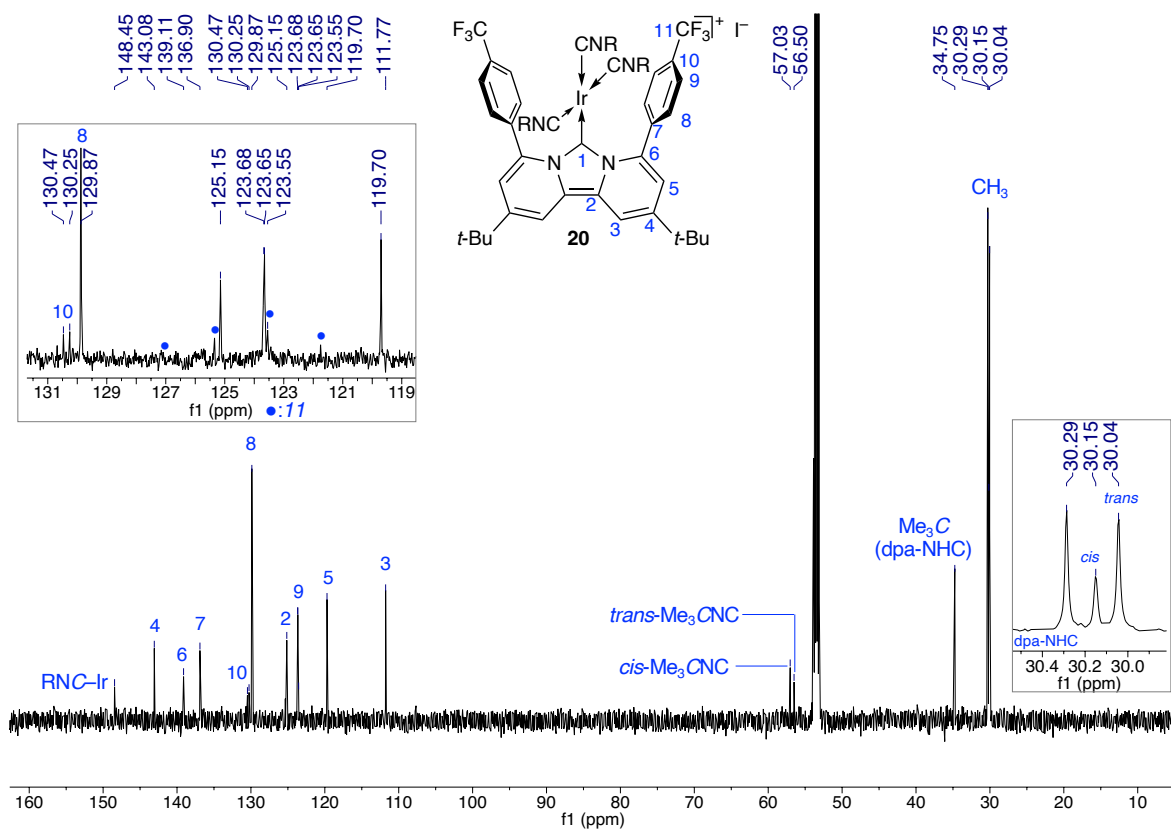 148.45
143.08
139.11
136.90
130.47
130.25
129.87
125.15
123.68
123.65
123.55
119.70
111.77
57.03
56.50
34.75
30.29
30.15
30.04
F₃C
11
CF₃
+ I⁻
10
9
8
7
6
5
4
3
2
1
CNR
CNR
RNC
Ir
N
N
t-Bu
t-Bu
20
8
130.47
130.25
129.87
125.15
123.68
123.65
123.55
119.70
10
131 129 127 125 123 121 119
f1 (ppm) ●:11
CH₃
30.29
30.15
30.04
trans
cis
dpa-NHC
30.4 30.2 30.0
f1 (ppm)
RNC–Ir
4
6
7
10
8
2
9
5
3
trans-Me₃CNC
cis-Me₃CNC
Me₃C
(dpa-NHC)
160 150 140 130 120 110 100 90 80 70 60 50 40 30 20 10
f1 (ppm)